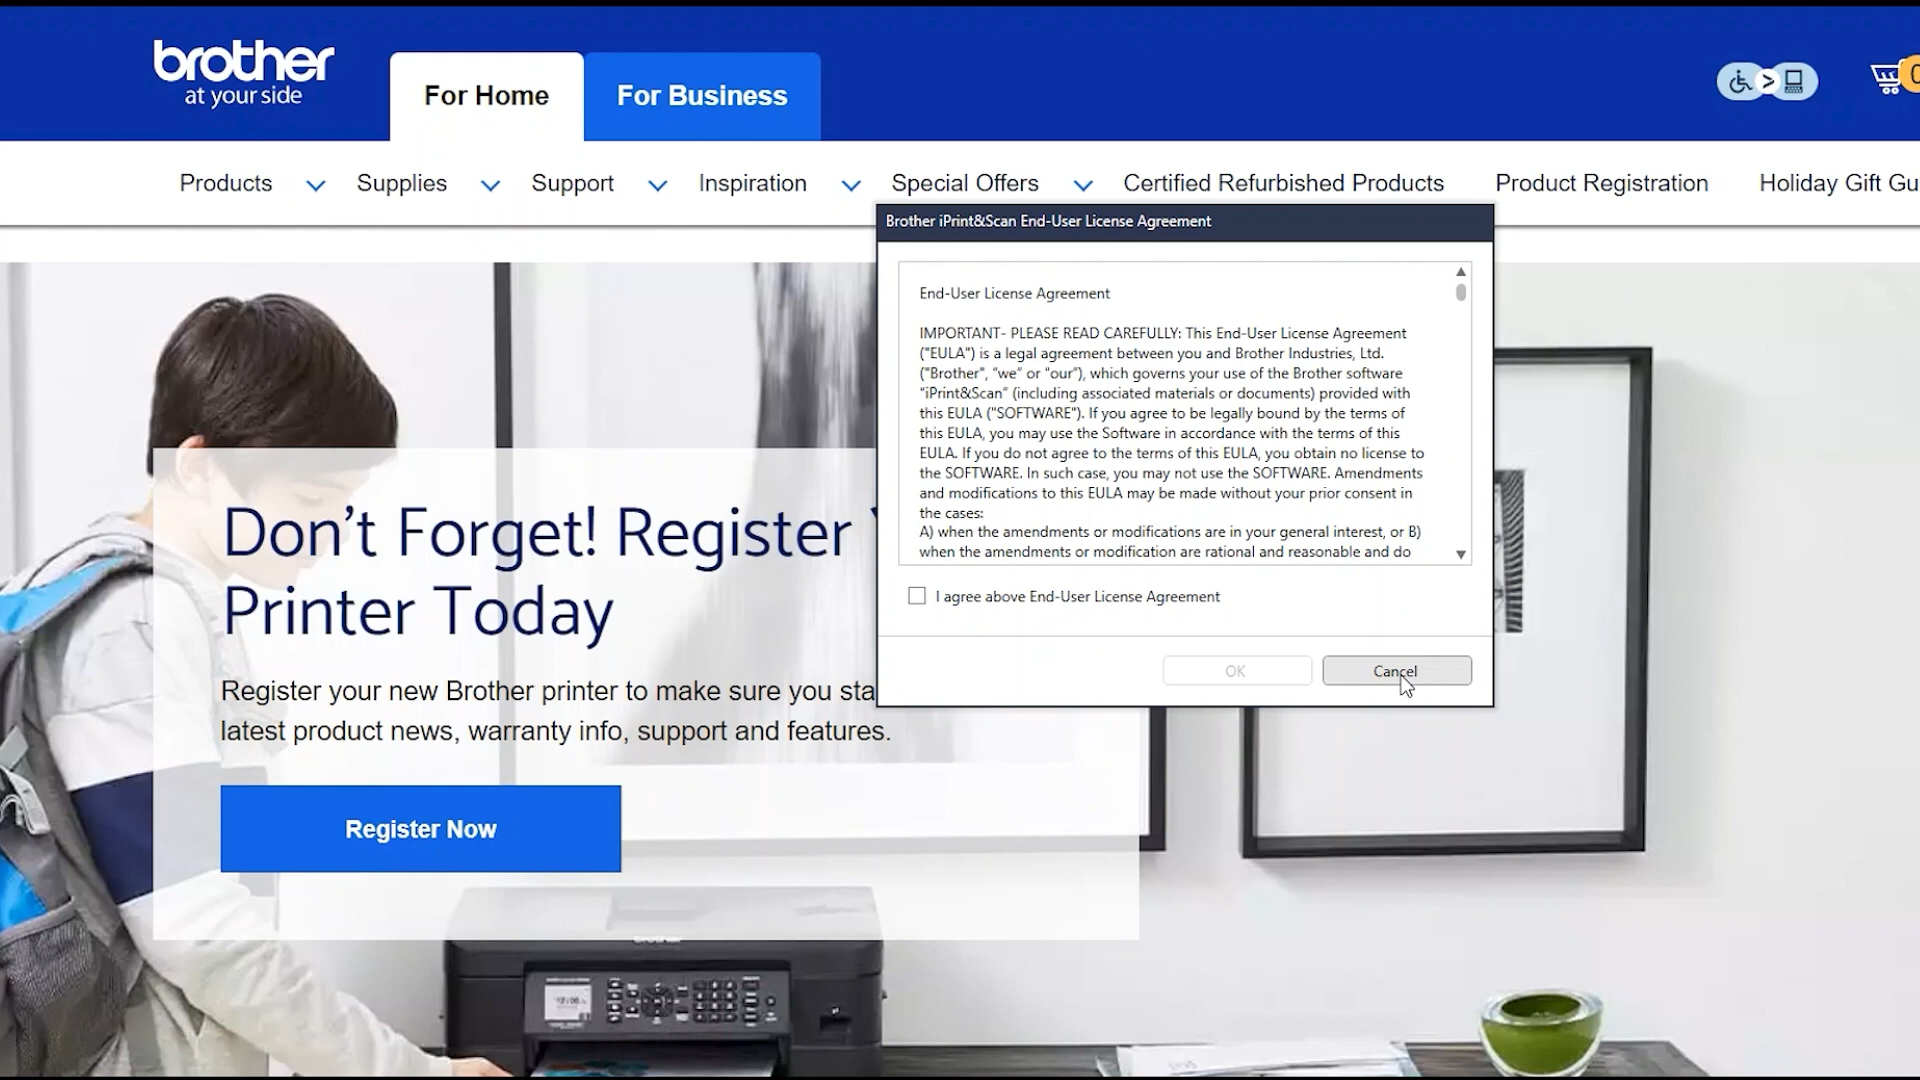 brother
at your side
For Home
For Business
Products
Supplies
Support
Inspiration
Special Offers
Certified Refurbished Products
Product Registration
Holiday Gift Gu
Brother iPrint&Scan End-User License Agreement
End-User License Agreement
IMPORTANT- PLEASE READ CAREFULLY: This End-User License Agreement
("EULA") is a legal agreement between you and Brother Industries, Ltd.
("Brother", "we" or "our"), which governs your use of the Brother software
"iPrint&Scan" (including associated materials or documents) provided with
this EULA ("SOFTWARE"). If you agree to be legally bound by the terms of
this EULA, you may use the Software in accordance with the terms of this
EULA. If you do not agree to the terms of this EULA, you obtain no license to
the SOFTWARE. In such case, you may not use the SOFTWARE. Amendments
and modifications to this EULA may be made without your prior consent in
the cases:
A) when the amendments or modifications are in your general interest, or B)
when the amendments or modification are rational and reasonable and do
I agree above End-User License Agreement
OK
Cancel
Don't Forget! Register
Printer Today
Register your new Brother printer to make sure you sta
latest product news, warranty info, support and features.
Register Now
brother